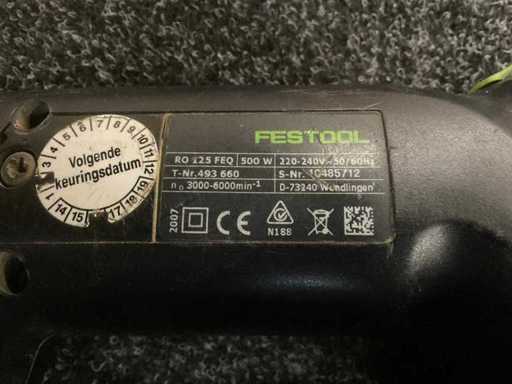 FESTOOL
RO 125 FEQ 500 W 220-240V~50/60Hz
T-Nr. 493 660 S-Nr. 10485712
n₀ 3000-6000min⁻¹ D-73240 Wendlingen
2007 CE N188
Volgende
keuringsdatum
1 2 3 4 5 6 7 8 9 10 11 12
14 15 17 18 19